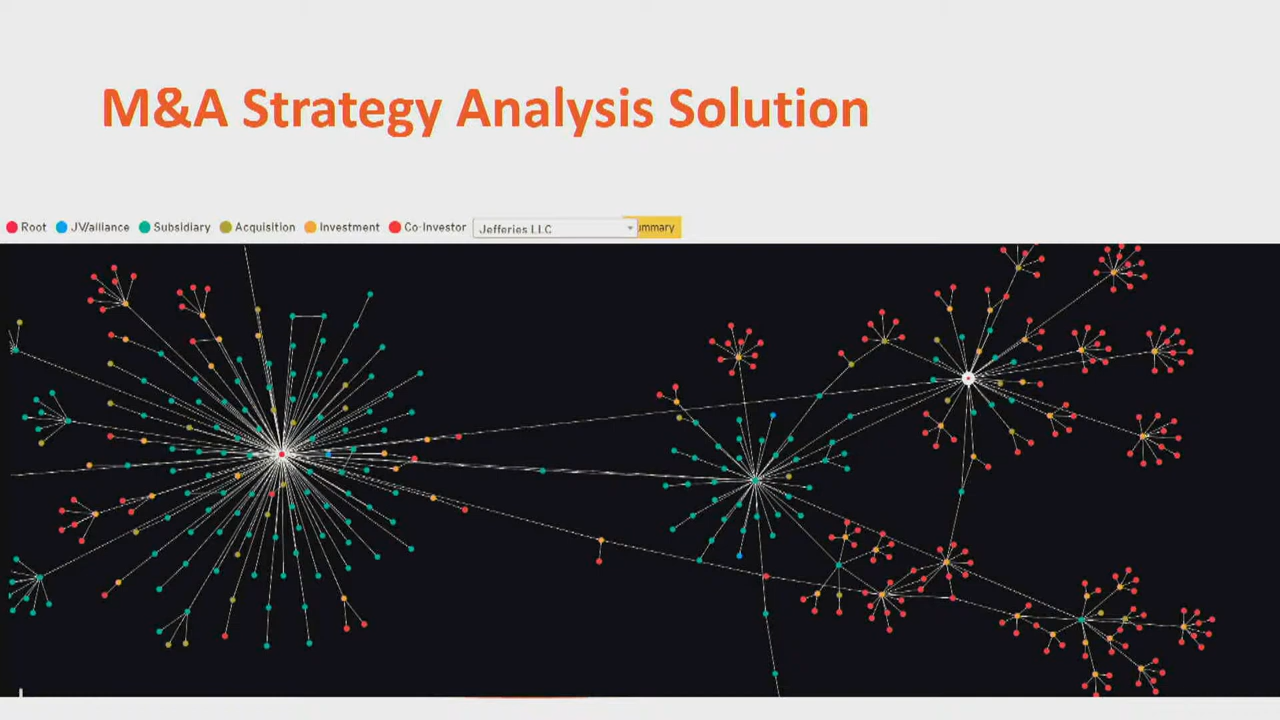 M&A Strategy Analysis Solution
Root JV/alliance Subsidiary Acquisition Investment Co-Investor Jefferies LLC ummary